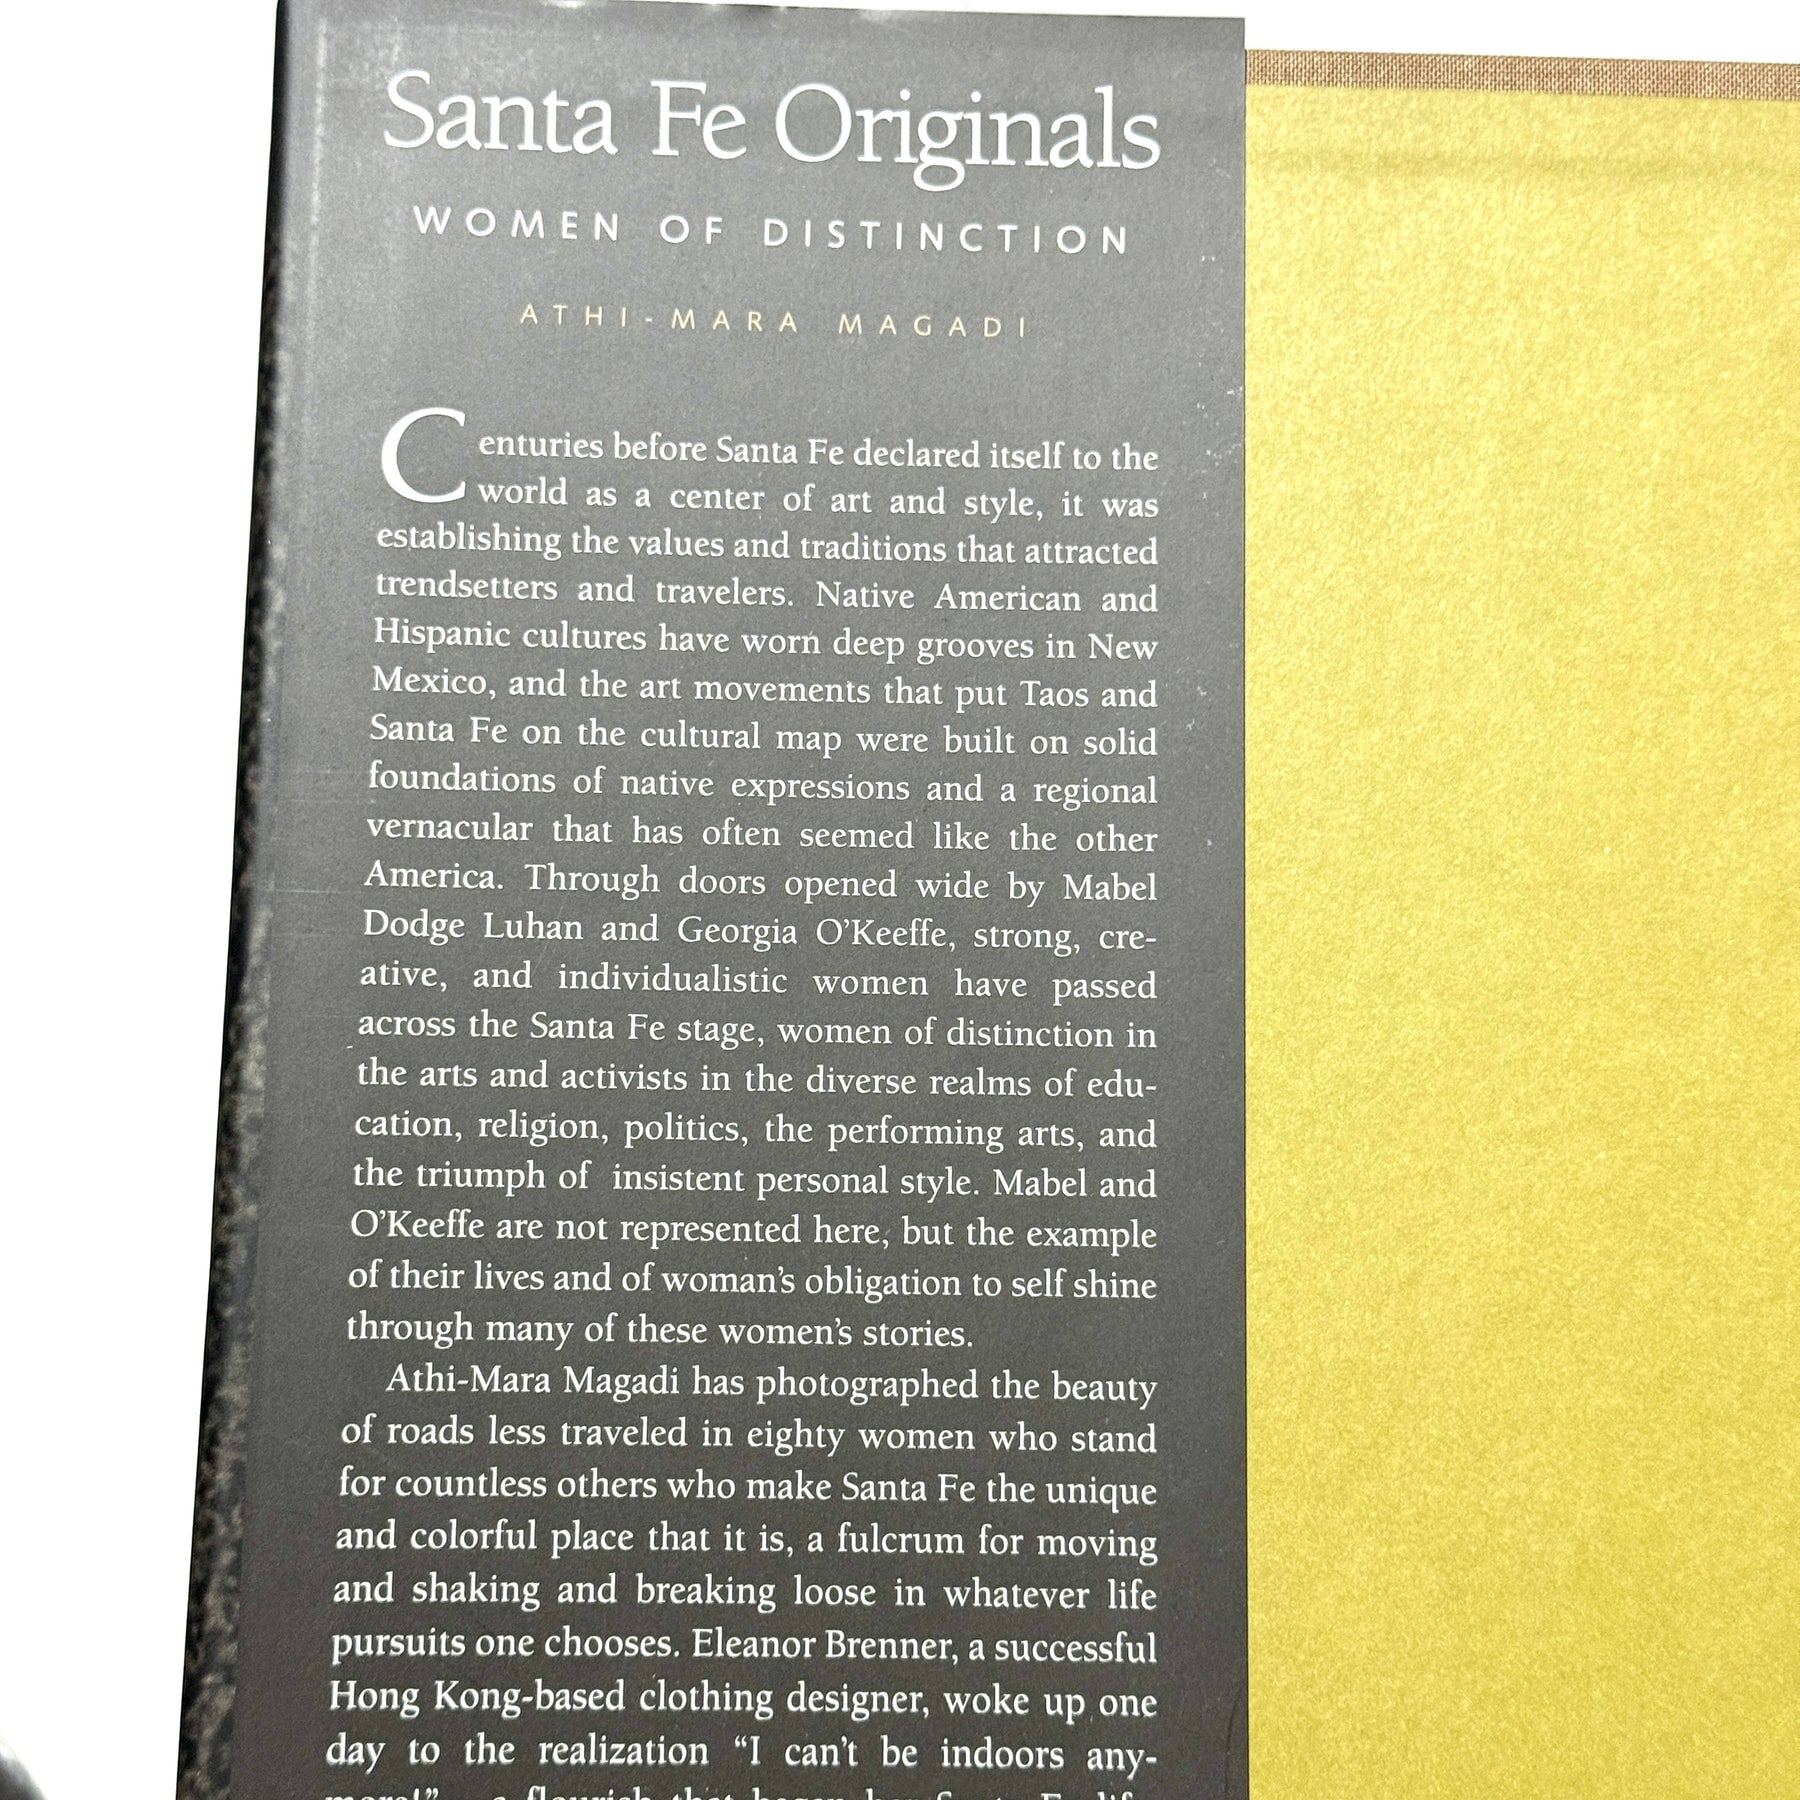 Santa Fe Originals
WOMEN OF DISTINCTION
ATHI-MARA MAGADI
Centuries before Santa Fe declared itself to the
world as a center of art and style, it was
establishing the values and traditions that attracted
trendsetters and travelers. Native American and
Hispanic cultures have worn deep grooves in New
Mexico, and the art movements that put Taos and
Santa Fe on the cultural map were built on solid
foundations of native expressions and a regional
vernacular that has often seemed like the other
America. Through doors opened wide by Mabel
Dodge Luhan and Georgia O’Keeffe, strong, cre-
ative, and individualistic women have passed
across the Santa Fe stage, women of distinction in
the arts and activists in the diverse realms of edu-
cation, religion, politics, the performing arts, and
the triumph of insistent personal style. Mabel and
O’Keeffe are not represented here, but the example
of their lives and of woman’s obligation to self shine
through many of these women’s stories.
Athi-Mara Magadi has photographed the beauty
of roads less traveled in eighty women who stand
for countless others who make Santa Fe the unique
and colorful place that it is, a fulcrum for moving
and shaking and breaking loose in whatever life
pursuits one chooses. Eleanor Brenner, a successful
Hong Kong-based clothing designer, woke up one
day to the realization “I can’t be indoors any-